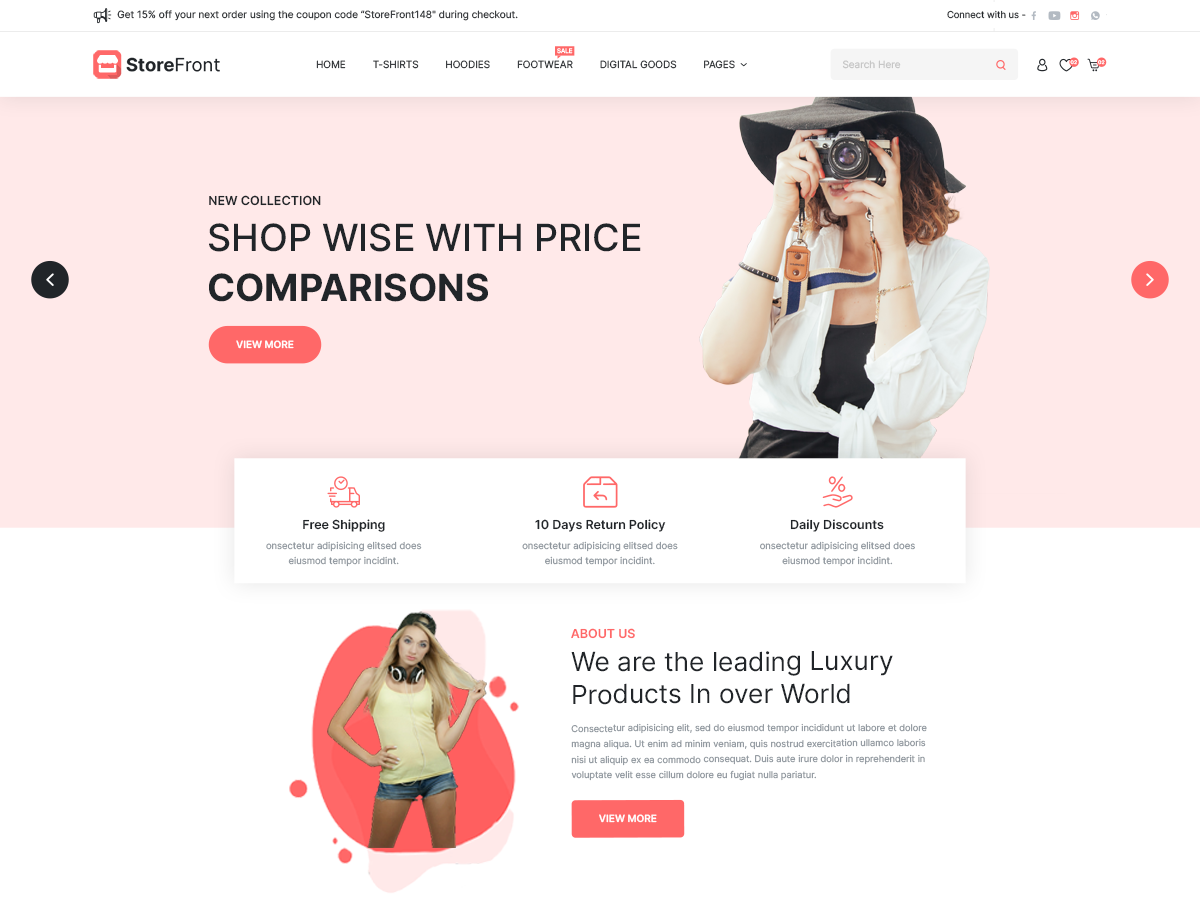 Get 15% off your next order using the coupon code “StoreFront148" during checkout.
Connect with us -
StoreFront
HOME
T-SHIRTS
HOODIES
FOOTWEAR
SALE
DIGITAL GOODS
PAGES
Search Here
NEW COLLECTION
SHOP WISE WITH PRICE
COMPARISONS
VIEW MORE
Free Shipping
onsectetur adipisicing elitsed does
eiusmod tempor incidint.
10 Days Return Policy
onsectetur adipisicing elitsed does
eiusmod tempor incidint.
Daily Discounts
onsectetur adipisicing elitsed does
eiusmod tempor incidint.
ABOUT US
We are the leading Luxury
Products In over World
Consectetur adipisicing elit, sed do eiusmod tempor incididunt ut labore et dolore
magna aliqua. Ut enim ad minim veniam, quis nostrud exercitation ullamco laboris
nisi ut aliquip ex ea commodo consequat. Duis aute irure dolor in reprehenderit in
voluptate velit esse cillum dolore eu fugiat nulla pariatur.
VIEW MORE